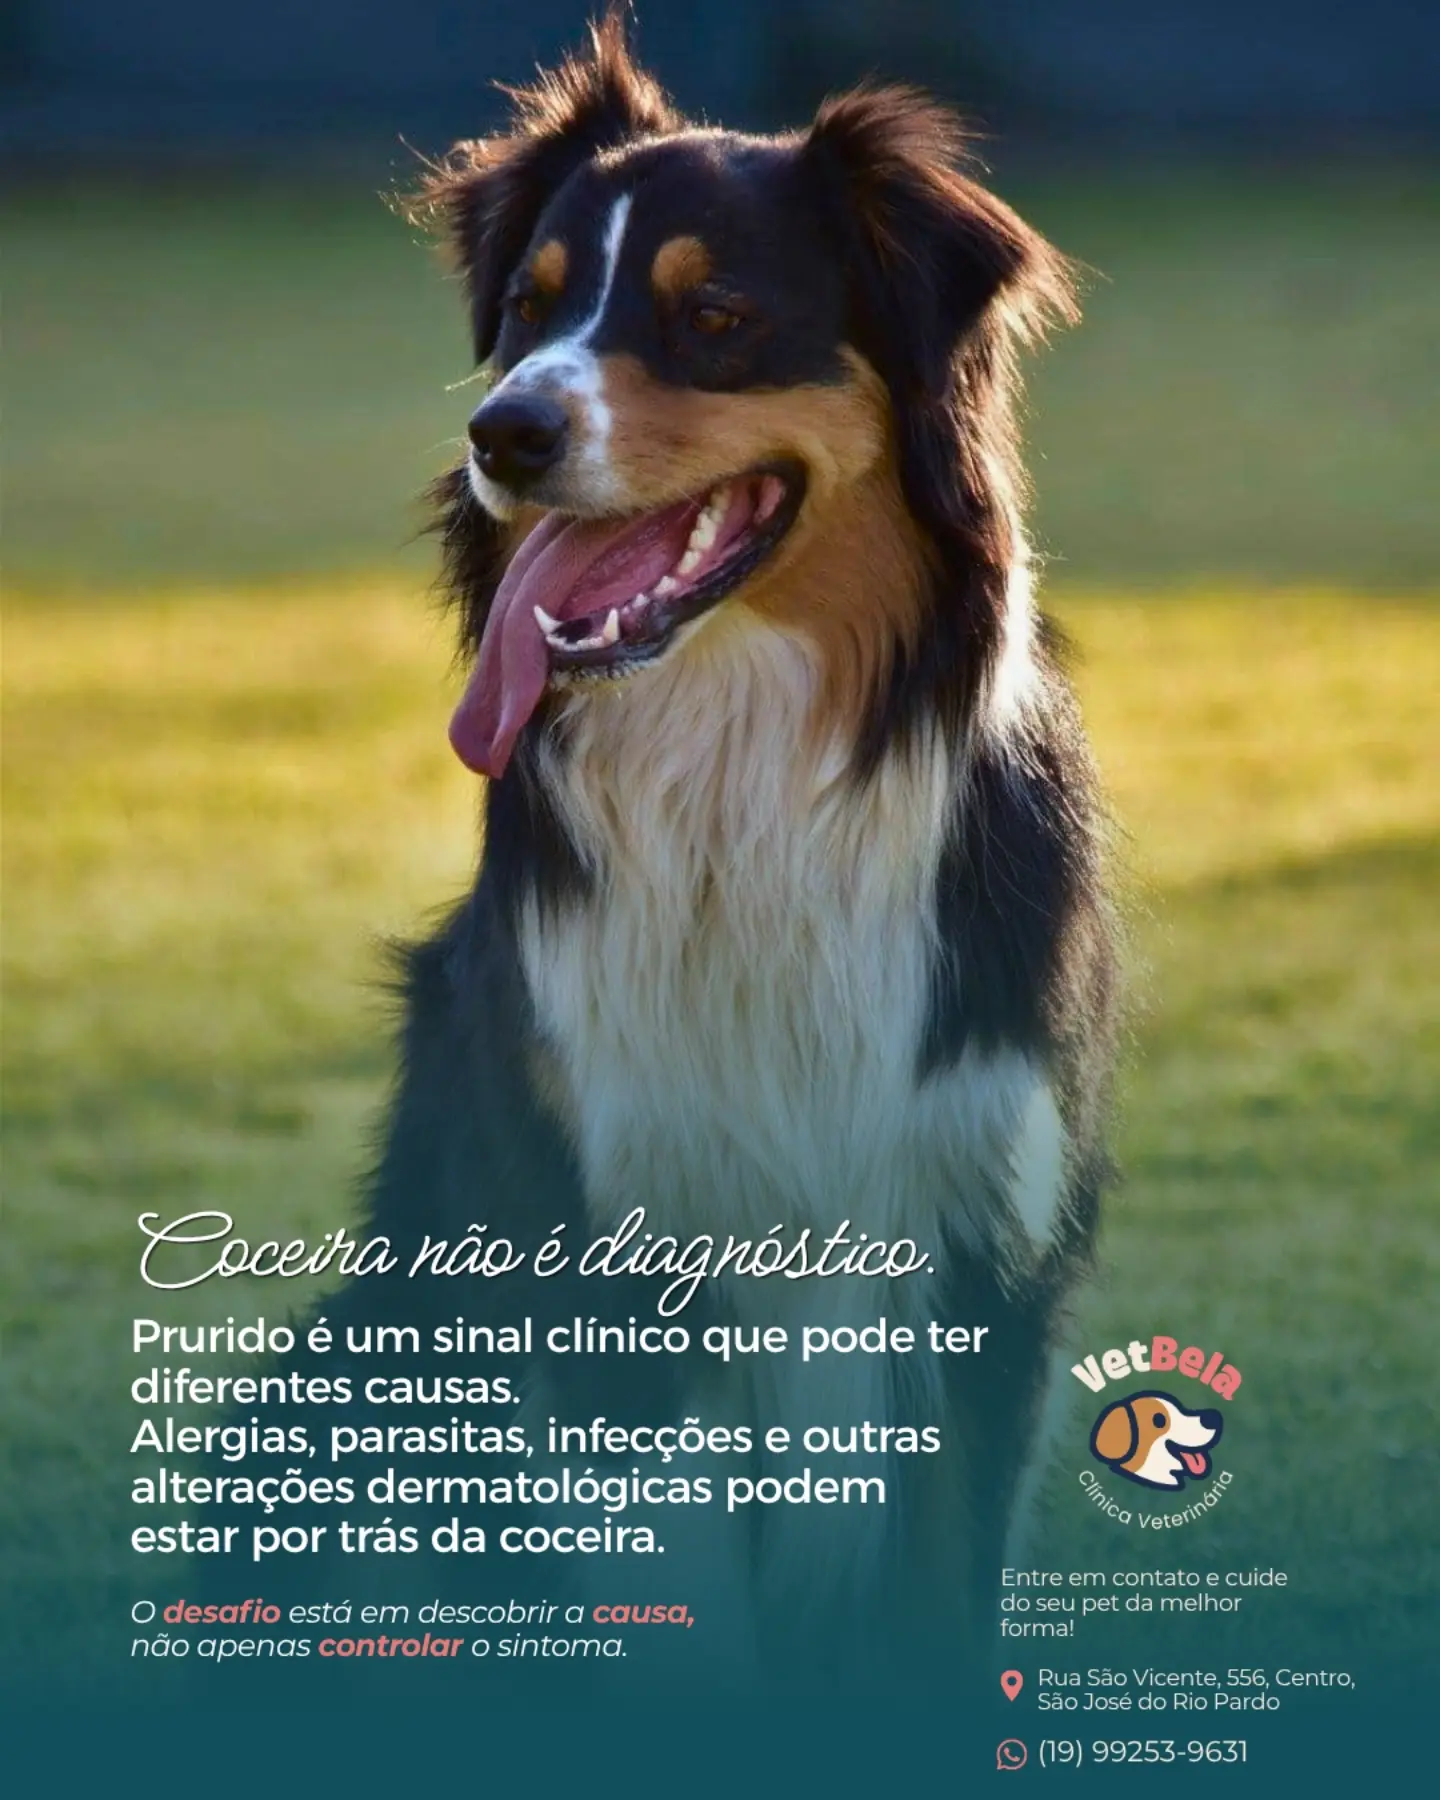 Coceira não é diagnóstico.
Prurido é um sinal clínico que pode ter
diferentes causas.
Alergias, parasitas, infecções e outras
alterações dermatológicas podem
estar por trás da coceira.
O desafio está em descobrir a causa,
não apenas controlar o sintoma.
VetBela
Clínica Veterinária
Entre em contato e cuide
do seu pet da melhor
forma!
Rua São Vicente, 556, Centro,
São José do Rio Pardo
(19) 99253-9631